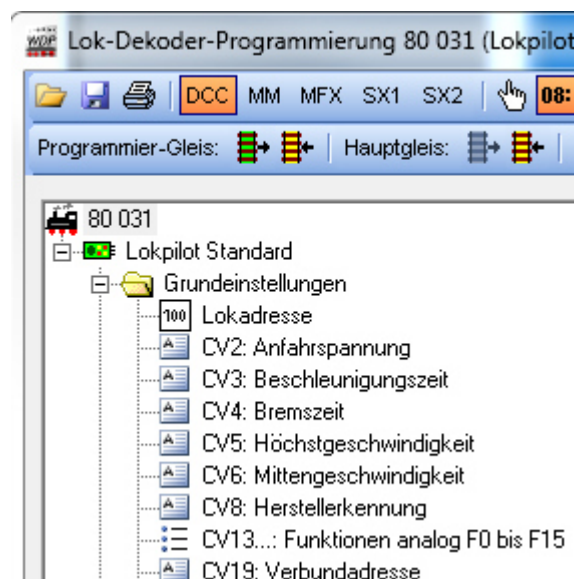 WDP Lok-Dekoder-Programmierung 80 031 (Lokpilot
DCC MM MFX SX1 SX2 08:
Programmier-Gleis: Hauptgleis:
80 031
Lokpilot Standard
Grundeinstellungen
100 Lokadresse
CV2: Anfahrspannung
CV3: Beschleunigungszeit
CV4: Bremszeit
CV5: Höchstgeschwindigkeit
CV6: Mittengeschwindigkeit
CV8: Herstellerkennung
CV13...: Funktionen analog F0 bis F15
CV19: Verbundadresse